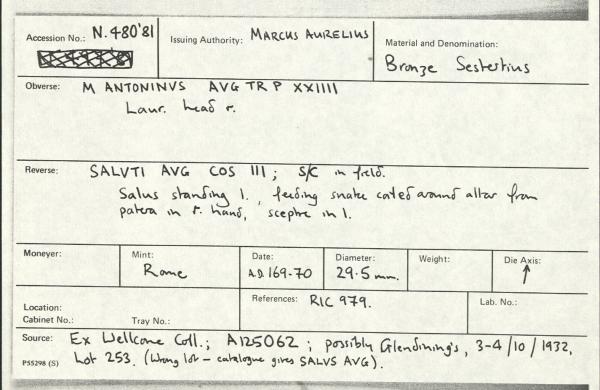 Accession No.: N.480'81
Issuing Authority: MARCUS AURELIUS
Material and Denomination:
Bronze Sestertius
Obverse: M ANTONINVS AVG TR P XXIIII
Laur. head r.
Reverse: SALVTI AVG COS III; S/C in field.
Salus standing l., feeding snake coiled around altar from
patera in r. hand, sceptre in l.
Moneyer:
Mint:
Rome
Date:
A.D. 169-70
Diameter:
29.5 mm.
Weight:
Die Axis:
↑
Location:
Cabinet No.: Tray No.:
References: RIC 979.
Lab. No.:
Source: Ex Wellcome Coll.; A125062; possibly Glendining's, 3-4/10/1932,
P55298 (S) Lot 253. (Wrong lot - catalogue gives SALVS AVG).